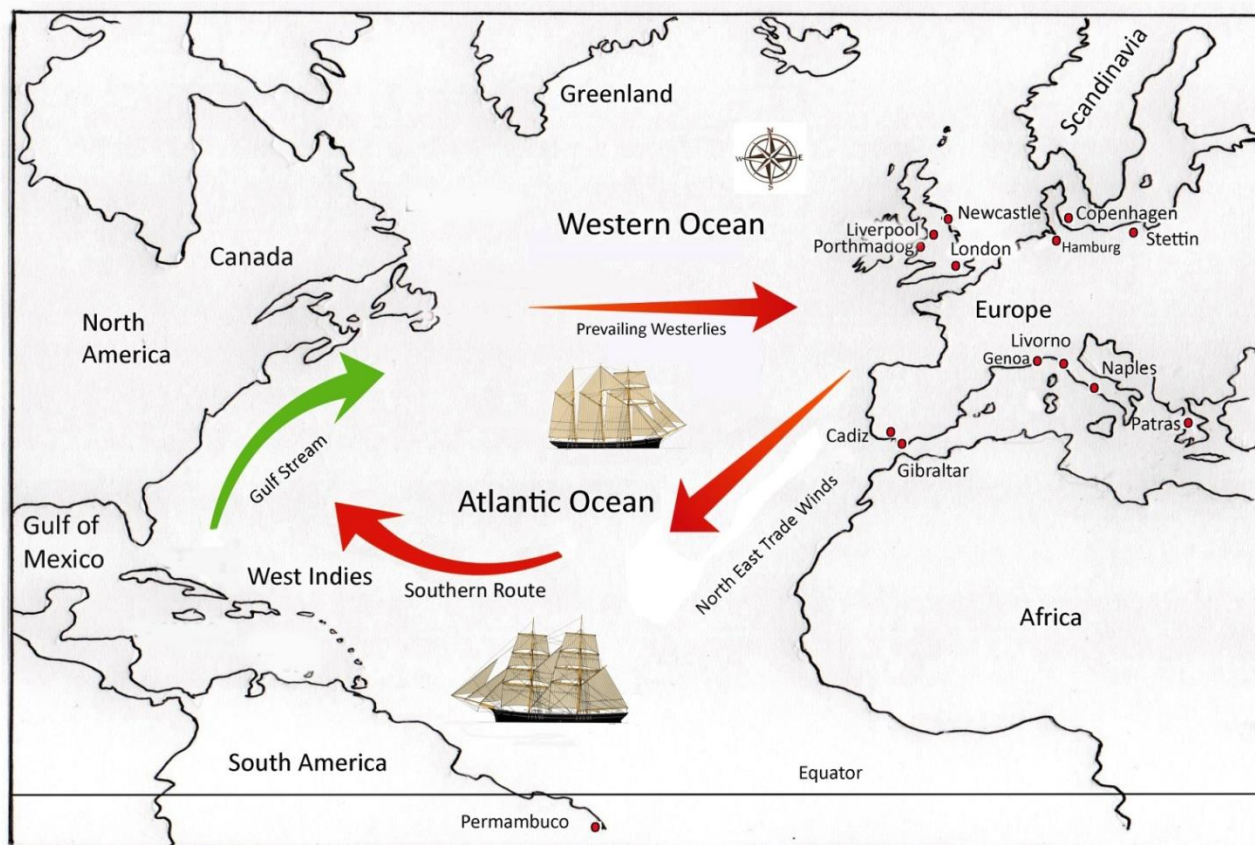 Greenland
Scandinavia
N
W
E
S
Western Ocean
Newcastle
Copenhagen
Liverpool
Stettin
Porthmadog
Hamburg
London
Canada
North
America
Prevailing Westerlies
Europe
Livorno
Genoa
Naples
Patras
Cadiz
Gibraltar
Gulf Stream
Atlantic Ocean
North East Trade Winds
Gulf of
Mexico
West Indies
Southern Route
Africa
South America
Equator
Permambuco